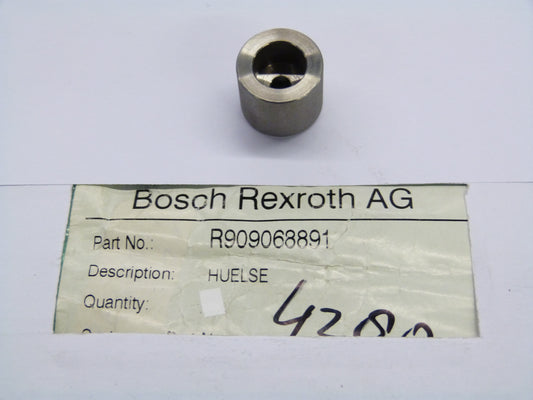 Bosch Rexroth AG
Part No.: R909068891
Description: HUELSE
Quantity: